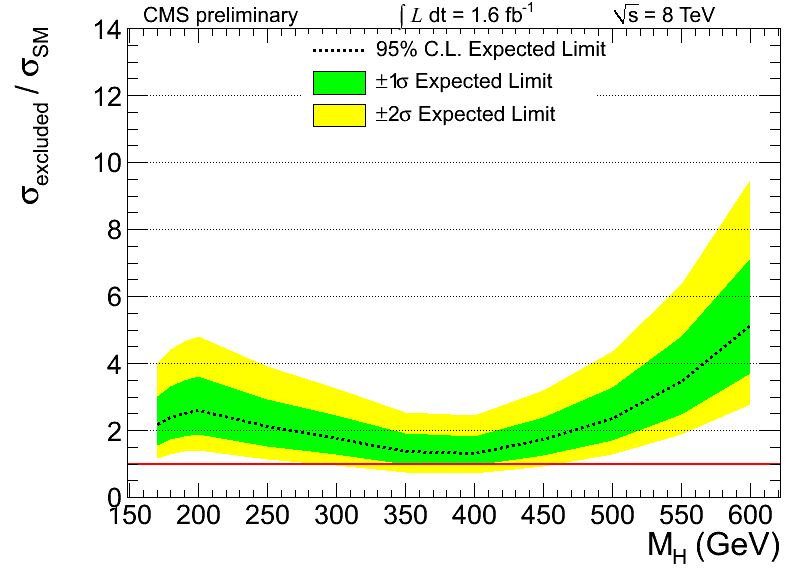 CMS preliminary ∫ L dt = 1.6 fb⁻¹ √s = 8 TeV
σexcluded / σSM
14
12
10
8
6
4
2
0
95% C.L. Expected Limit
±1σ Expected Limit
±2σ Expected Limit
150 200 250 300 350 400 450 500 550 600
M_H (GeV)